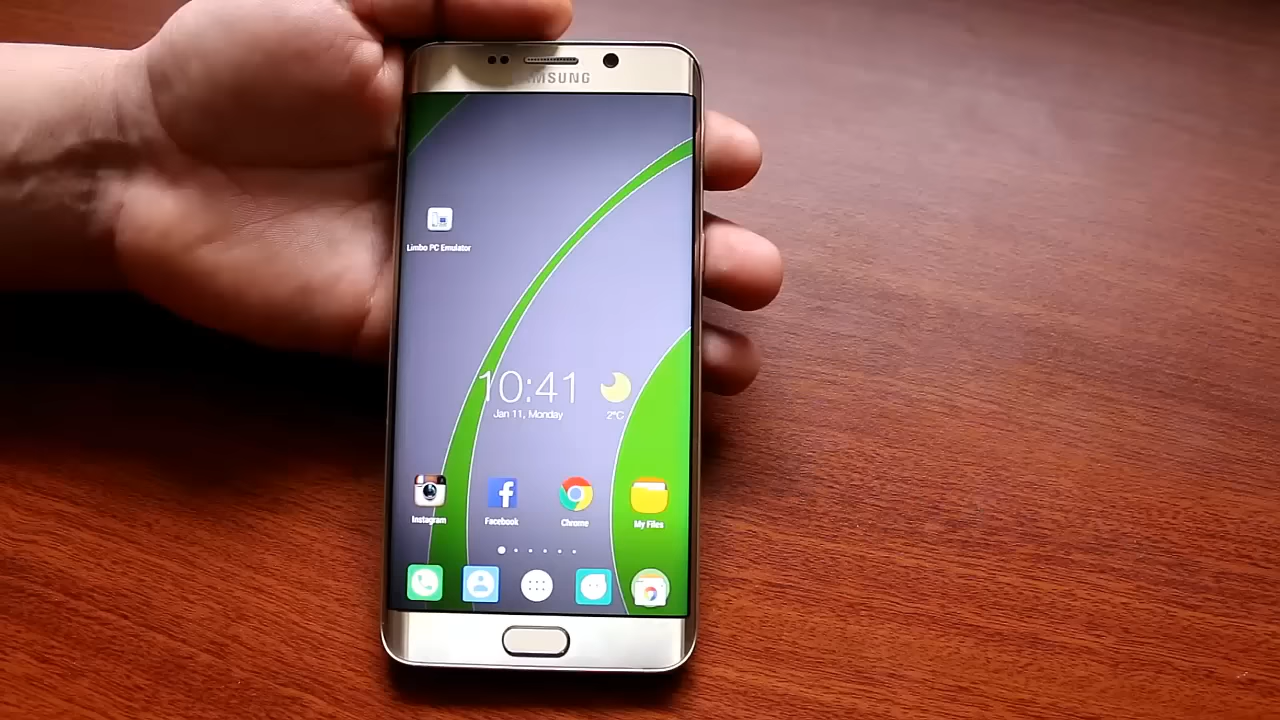 SAMSUNG
Limbo PC Emulator
10:41
Jan 11, Monday
2°C
Instagram
Facebook
Chrome
My Files